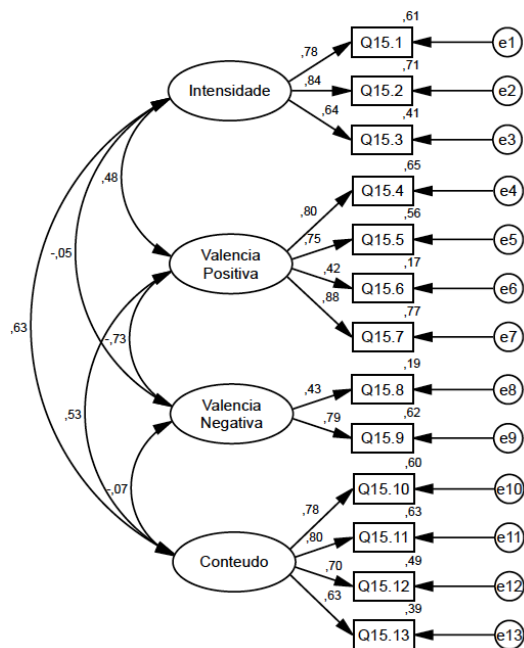 ,61
,78 Q15.1 e1
,71
Intensidade ,84 Q15.2 e2
,41
,64 Q15.3 e3
,65
,48 Q15.4 e4
,80 ,56
-,05 ,75 Q15.5 e5
Valencia
Positiva
,17
,42 Q15.6 e6
,88 ,77
,63 -,73 Q15.7 e7
,19
,43 Q15.8 e8
,53 Valencia
Negativa
,62
,79 Q15.9 e9
,60
-,07 ,78 Q15.10 e10
,63
,80 Q15.11 e11
Conteudo ,49
,70 Q15.12 e12
,63 ,39
Q15.13 e13